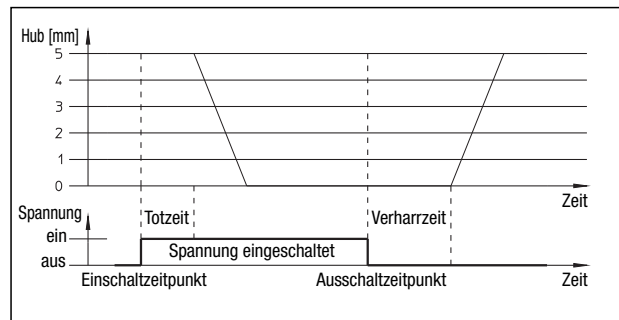 Hub [mm]
5
4
3
2
1
0
Zeit
Spannung
Totzeit
Verharrzeit
ein
Spannung eingeschaltet
aus
Einschaltzeitpunkt
Ausschaltzeitpunkt
Zeit